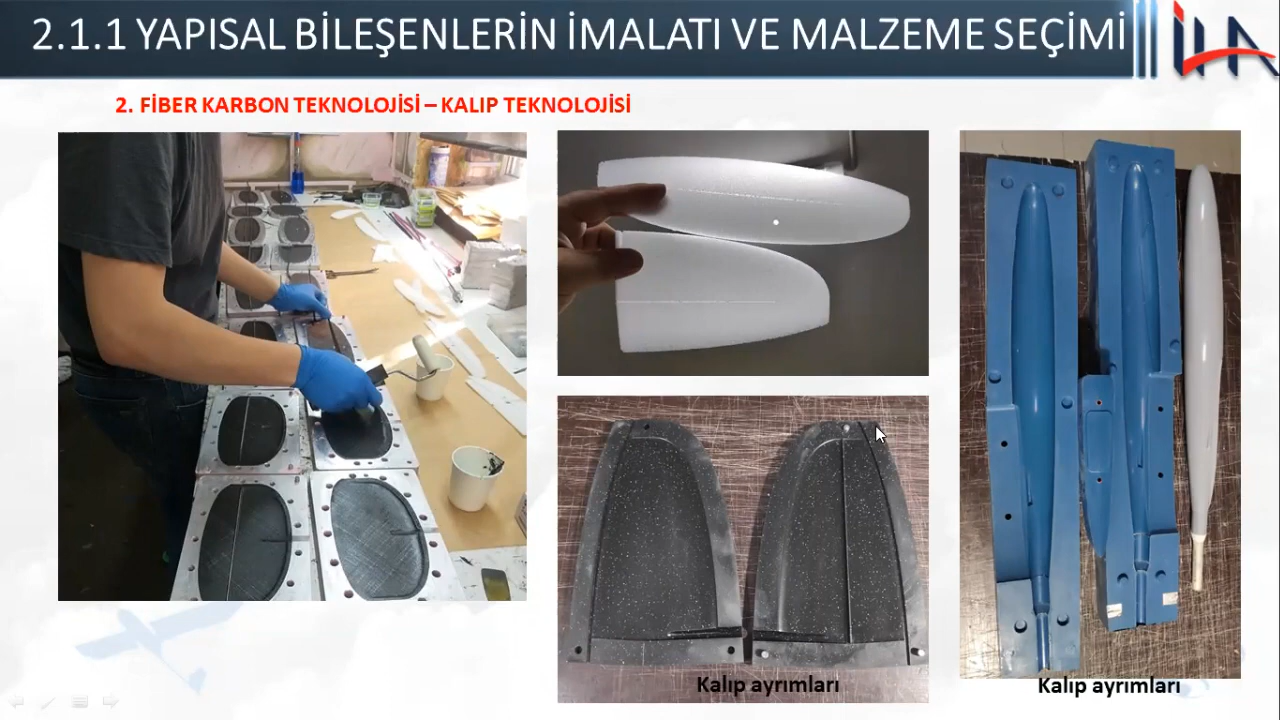 2.1.1 YAPISAL BİLEŞENLERİN İMALATI VE MALZEME SEÇİMİ
İHA
2. FİBER KARBON TEKNOLOJİSİ – KALIP TEKNOLOJİSİ
Kalıp ayrımları
Kalıp ayrımları